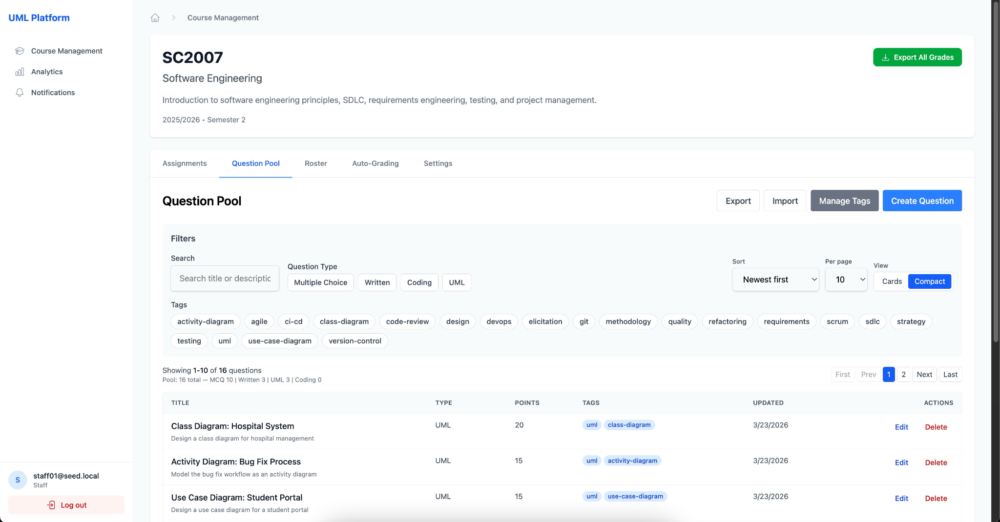 UML Platform
Course Management
Analytics
Notifications
staff01@seed.local
S
Staff
Log out
Course Management
SC2007
Export All Grades
Software Engineering
Introduction to software engineering principles, SDLC, requirements engineering, testing, and project management.
2025/2026 • Semester 2
Assignments Question Pool Roster Auto-Grading Settings
Question Pool
Export Import Manage Tags Create Question
Filters
Search
Search title or descriptic
Question Type
Multiple Choice Written Coding UML
Sort
Newest first
Per page
10
View
Cards Compact
Tags
activity-diagram agile ci-cd class-diagram code-review design devops elicitation git methodology quality refactoring requirements scrum sdlc strategy
testing uml use-case-diagram version-control
Showing 1-10 of 16 questions
Pool: 16 total — MCQ 10 | Written 3 | UML 3 | Coding 0
First Prev 1 2 Next Last
TITLE TYPE POINTS TAGS UPDATED ACTIONS
Class Diagram: Hospital System UML 20 uml class-diagram 3/23/2026 Edit Delete
Design a class diagram for hospital management
Activity Diagram: Bug Fix Process UML 15 uml activity-diagram 3/23/2026 Edit Delete
Model the bug fix workflow as an activity diagram
Use Case Diagram: Student Portal UML 15 uml use-case-diagram 3/23/2026 Edit Delete
Design a use case diagram for a student portal